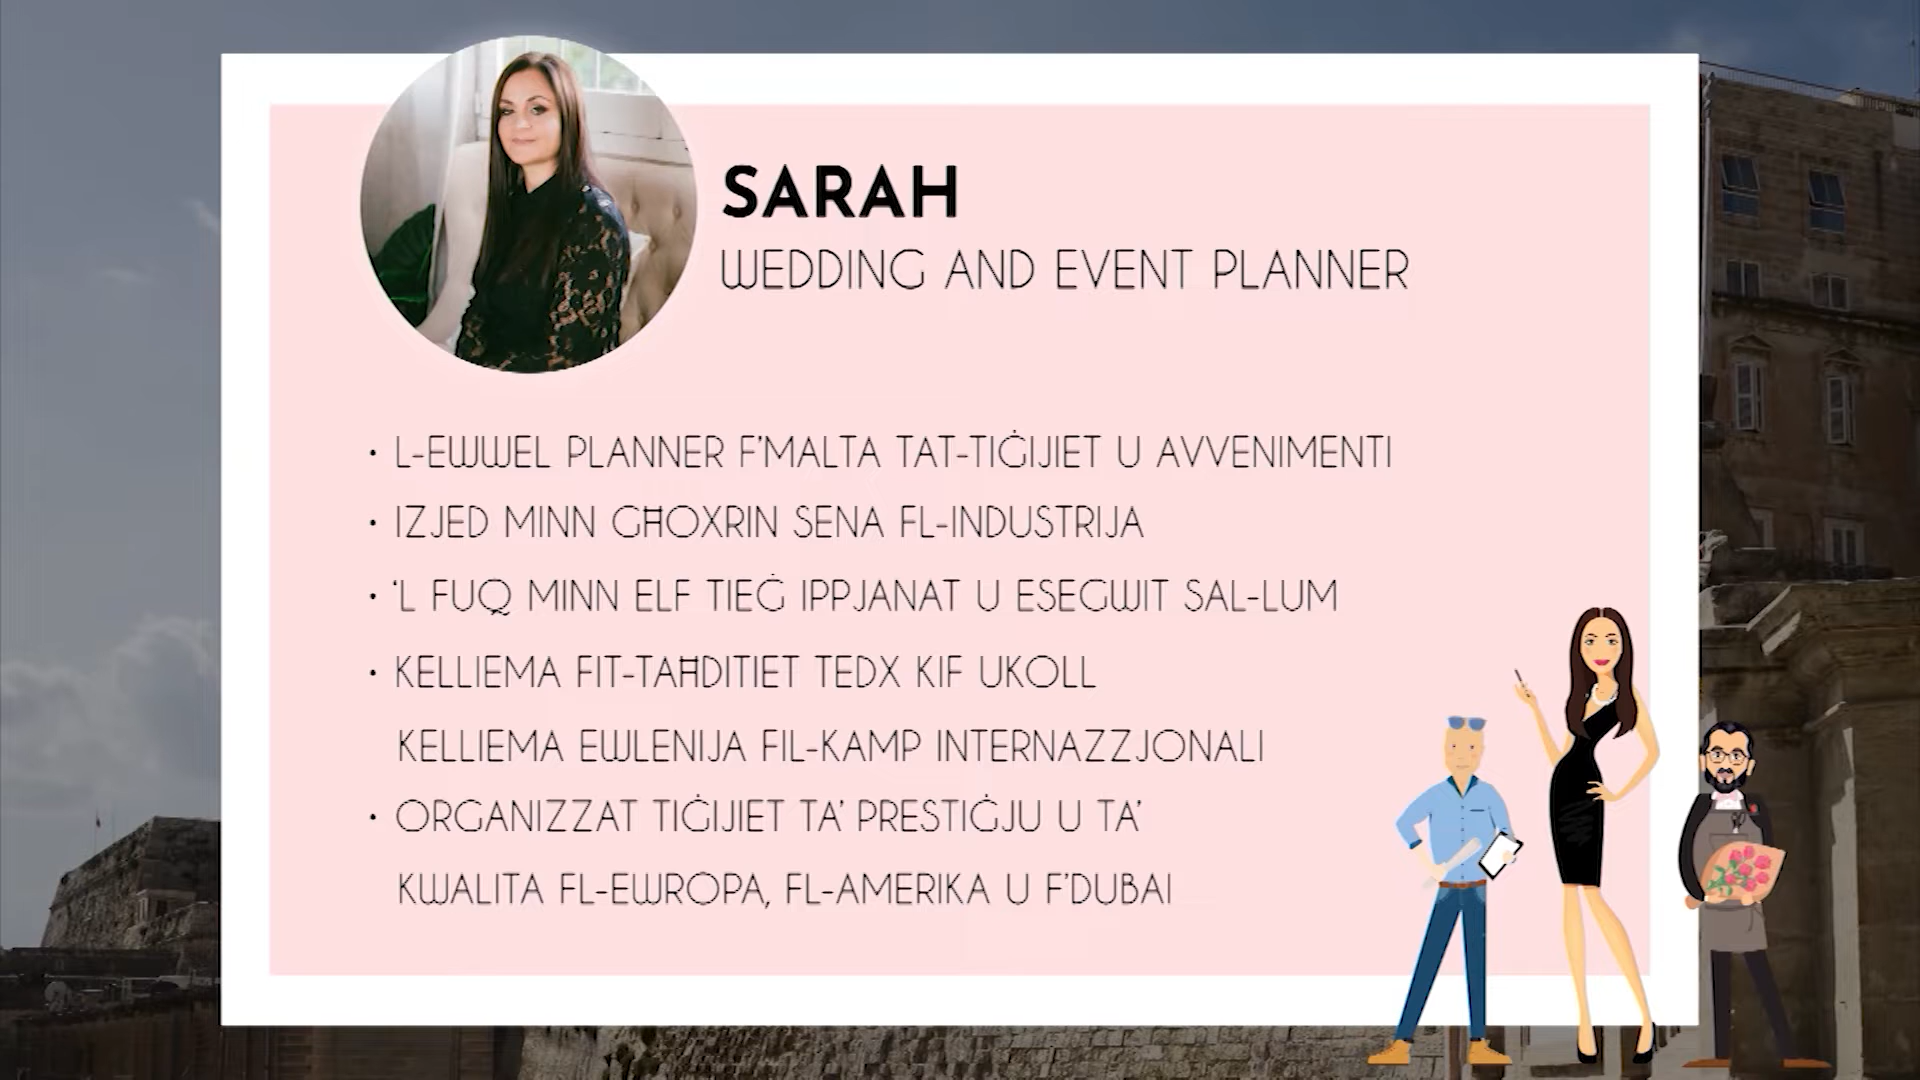 SARAH
WEDDING AND EVENT PLANNER
• L-EWWEL PLANNER F'MALTA TAT-TIĠIJIET U AVVENIMENTI
• IZJED MINN GĦOXRIN SENA FL-INDUSTRIJA
• 'L FUQ MINN ELF TIEĠ IPPJANAT U ESEGWIT SAL-LUM
• KELLIEMA FIT-TAĦDITIET TEDX KIF UKOLL
KELLIEMA EWLENIJA FIL-KAMP INTERNAZZJONALI
• ORGANIZZAT TIĠIJIET TA' PRESTIĠJU U TA'
KWALITA FL-EWROPA, FL-AMERIKA U F'DUBAI